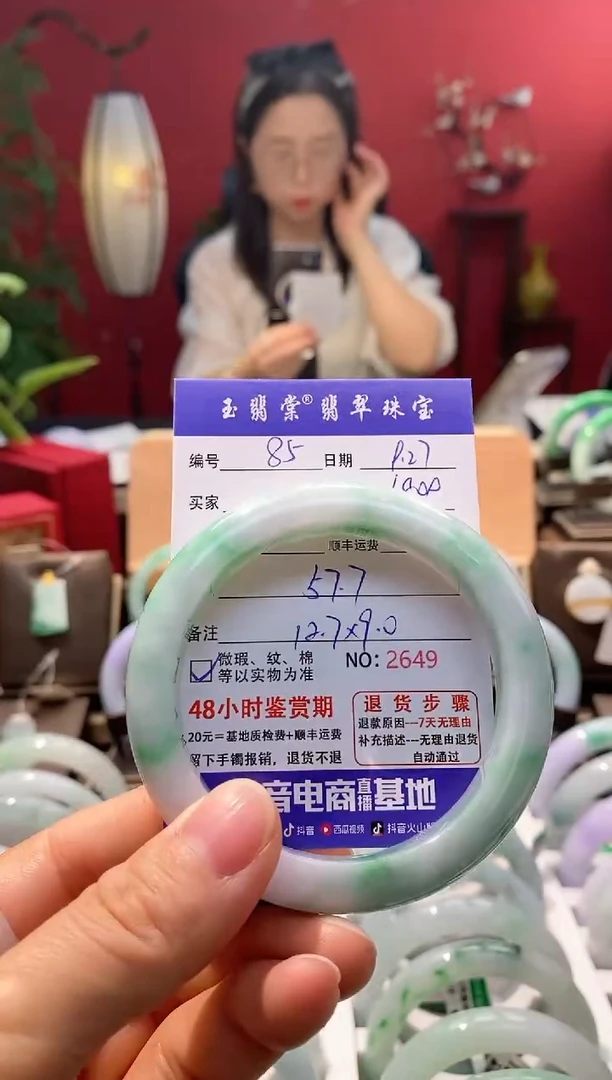 玉翡棠®翡翠珠宝
编号 85 日期 9.27
买家
顺丰运费
57.7
备注 12.7×9.0
微瑕、纹、棉 NO: 2649
等以实物为准
48小时鉴赏期
20元=基地质检费+顺丰运费
留下手镯报销，退货不退
退货步骤
退款原因---7天无理由
补充描述---无理由退货
自动通过
音电商直播基地
抖音 西瓜视频 抖音火山